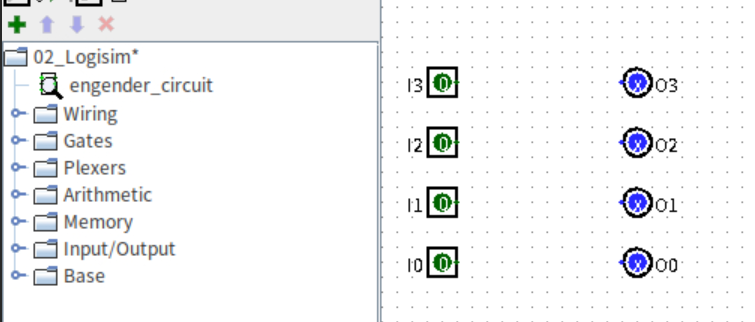 02_Logisim*
engender_circuit
Wiring
Gates
Plexers
Arithmetic
Memory
Input/Output
Base
I3 0 x O3
I2 0 x O2
I1 0 x O1
I0 0 x O0